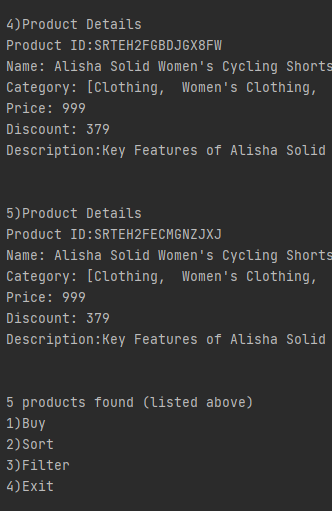 4)Product Details
Product ID:SRTEH2FGBDJGX8FW
Name: Alisha Solid Women's Cycling Shorts
Category: [Clothing,  Women's Clothing,
Price: 999
Discount: 379
Description:Key Features of Alisha Solid
5)Product Details
Product ID:SRTEH2FECMGNZJXJ
Name: Alisha Solid Women's Cycling Shorts
Category: [Clothing,  Women's Clothing,
Price: 999
Discount: 379
Description:Key Features of Alisha Solid
5 products found (listed above)
1)Buy
2)Sort
3)Filter
4)Exit